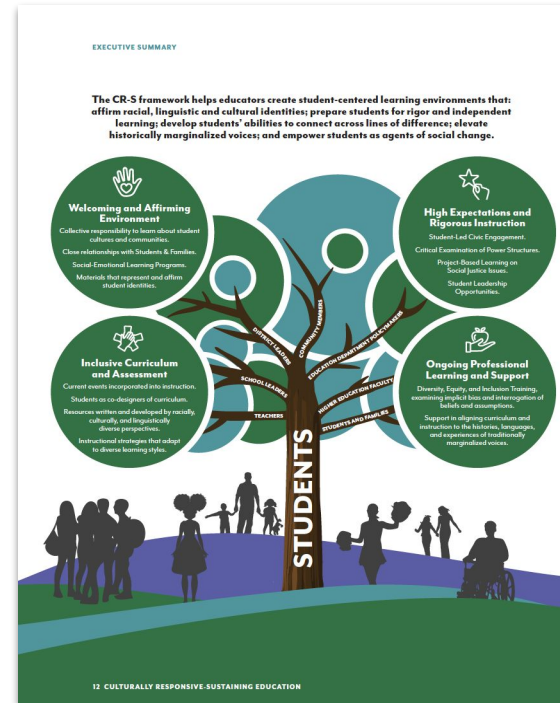 EXECUTIVE SUMMARY
The CR-S framework helps educators create student-centered learning environments that:
affirm racial, linguistic and cultural identities; prepare students for rigor and independent
learning; develop students' abilities to connect across lines of difference; elevate
historically marginalized voices; and empower students as agents of social change.
Welcoming and Affirming
Environment
Collective responsibility to learn about student
cultures and communities.
Close relationships with Students & Families.
Social-Emotional Learning Programs.
Materials that represent and affirm
student identities.
High Expectations and
Rigorous Instruction
Student-Led Civic Engagement.
Critical Examination of Power Structures.
Project-Based Learning on
Social Justice Issues.
Student Leadership
Opportunities.
Inclusive Curriculum
and Assessment
Current events incorporated into instruction.
Students as co-designers of curriculum.
Resources written and developed by racially,
culturally, and linguistically
diverse perspectives.
Instructional strategies that adapt
to diverse learning styles.
Ongoing Professional
Learning and Support
Diversity, Equity, and Inclusion Training,
examining implicit bias and interrogation of
beliefs and assumptions.
Support in aligning curriculum and
instruction to the histories, languages,
and experiences of traditionally
marginalized voices.
DISTRICT LEADERS
COMMUNITY MEMBERS
EDUCATION DEPARTMENT POLICYMAKERS
SCHOOL LEADERS
HIGHER EDUCATION FACULTY
TEACHERS
STUDENTS AND FAMILIES
STUDENTS
12 CULTURALLY RESPONSIVE-SUSTAINING EDUCATION